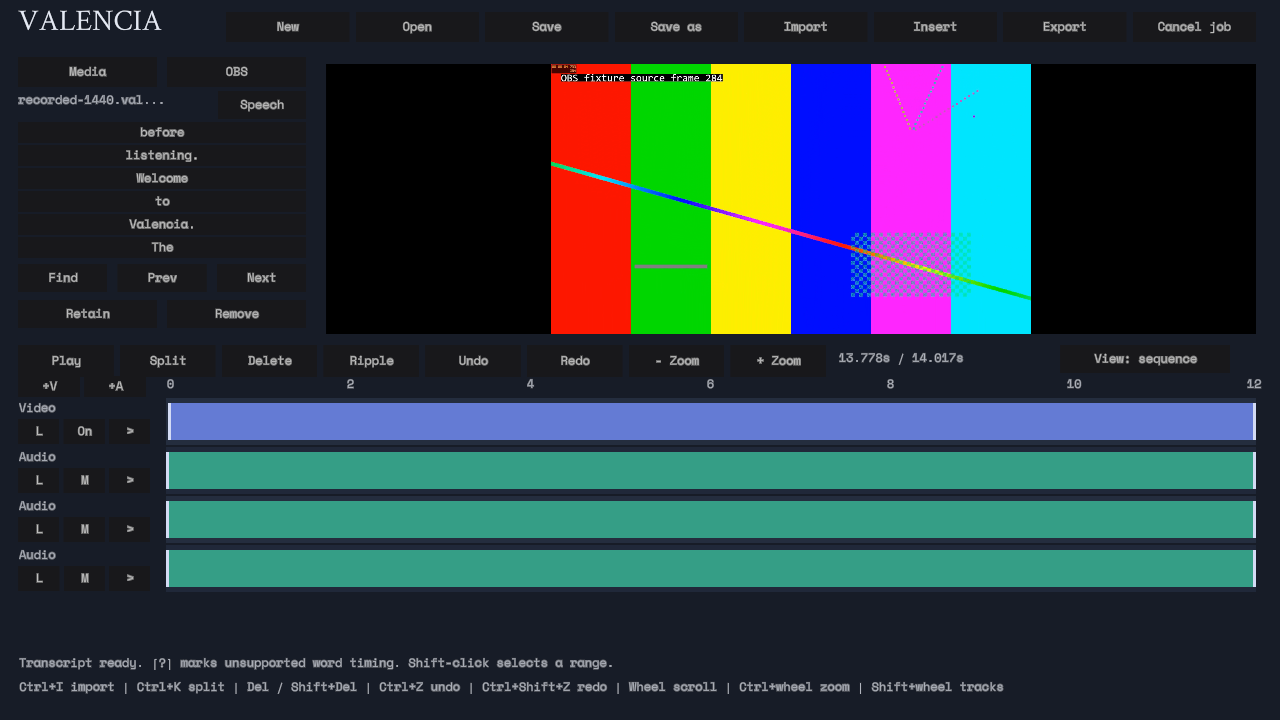 VALENCIA
New Open Save Save as Import Insert Export Cancel job
Media OBS
recorded-1440.val...
Speech
before
listening.
Welcome
to
Valencia.
The
Find Prev Next
Retain Remove
OBS fixture source frame 284
Play Split Delete Ripple Undo Redo - Zoom + Zoom 13.778s / 14.017s View: sequence
+V +A 0 2 4 6 8 10 12
Video
L On >
Audio
L M >
Audio
L M >
Audio
L M >
Transcript ready. [?] marks unsupported word timing. Shift-click selects a range.
Ctrl+I import | Ctrl+K split | Del / Shift+Del | Ctrl+Z undo | Ctrl+Shift+Z redo | Wheel scroll | Ctrl+wheel zoom | Shift+wheel tracks